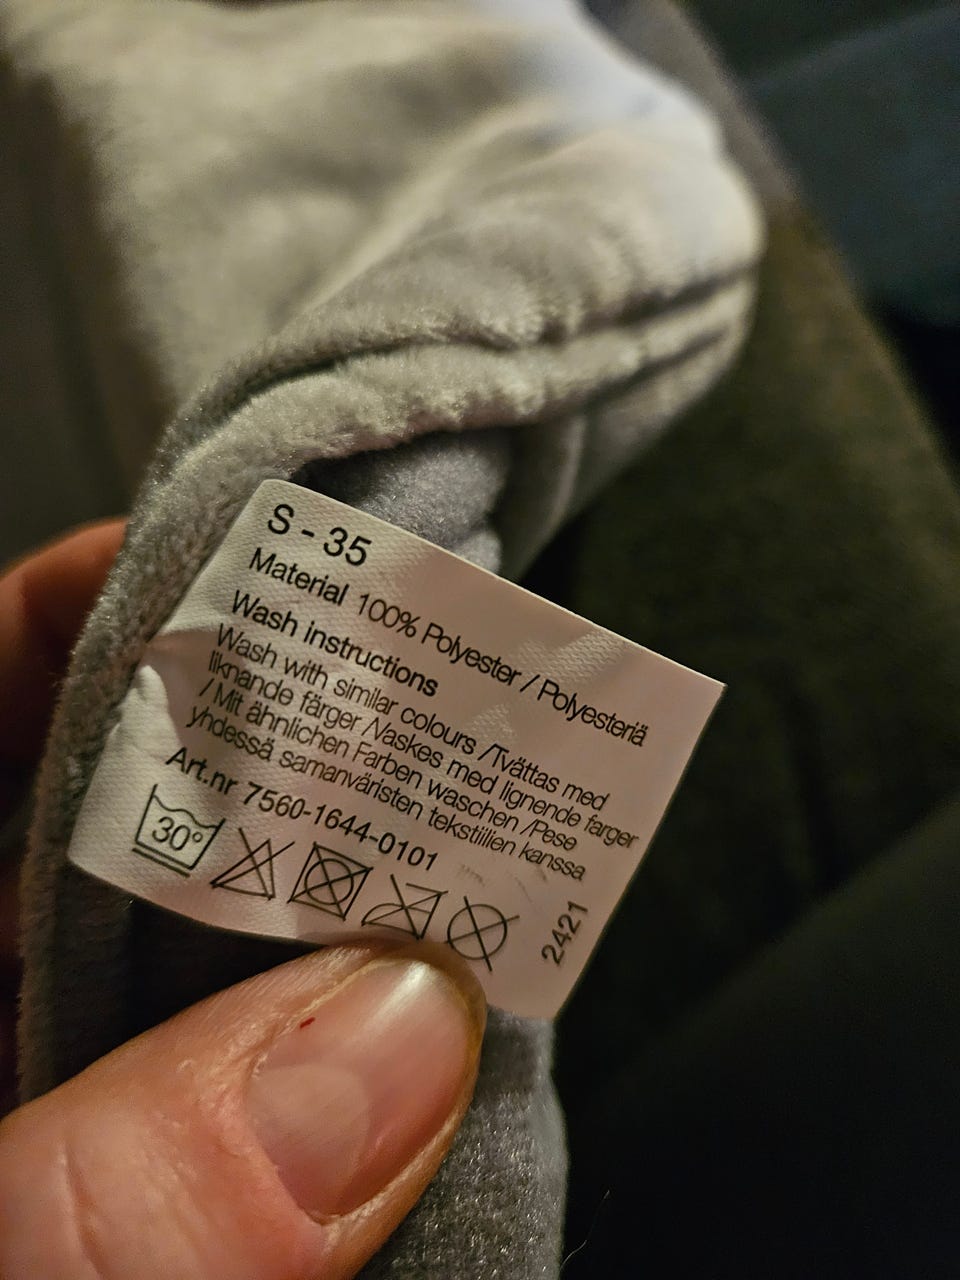 S - 35
Material 100% Polyester / Polyesteriä
Wash instructions
Wash with similar colours /Tvättas med
liknande färger /Vaskes med lignende farger
/ Mit ähnlichen Farben waschen /Pese
yhdessä samanväristen tekstiilien kanssa
Art.nr 7560-1644-0101
30°
2421